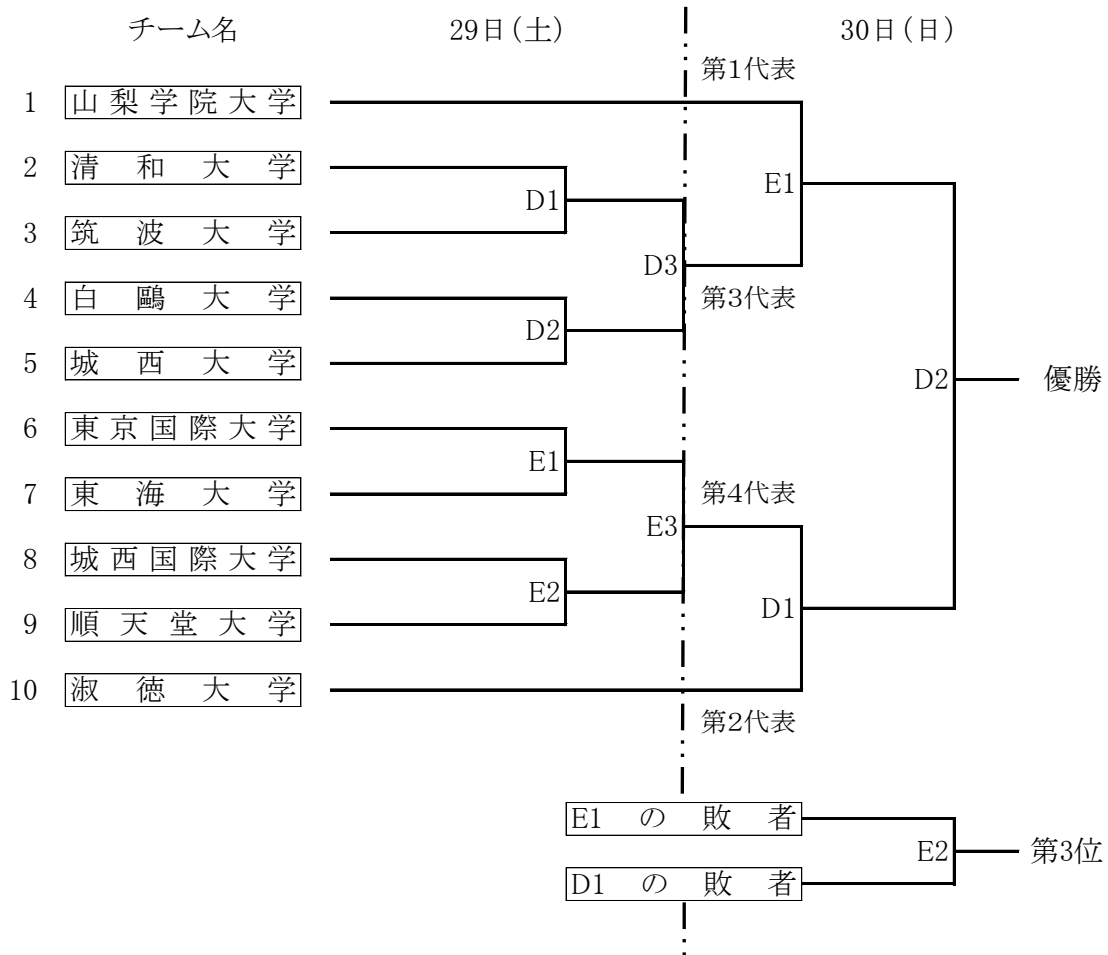 チーム名 29日(土) 30日(日)
第1代表
1 山梨学院大学
2 清和大学
E1
D1
3 筑波大学
D3
4 白鷗大学
第3代表
D2
5 城西大学
D2 優勝
6 東京国際大学
E1
7 東海大学
第4代表
E3
8 城西国際大学
E2
D1
9 順天堂大学
10 淑徳大学
第2代表
E1の敗者
E2 第3位
D1の敗者